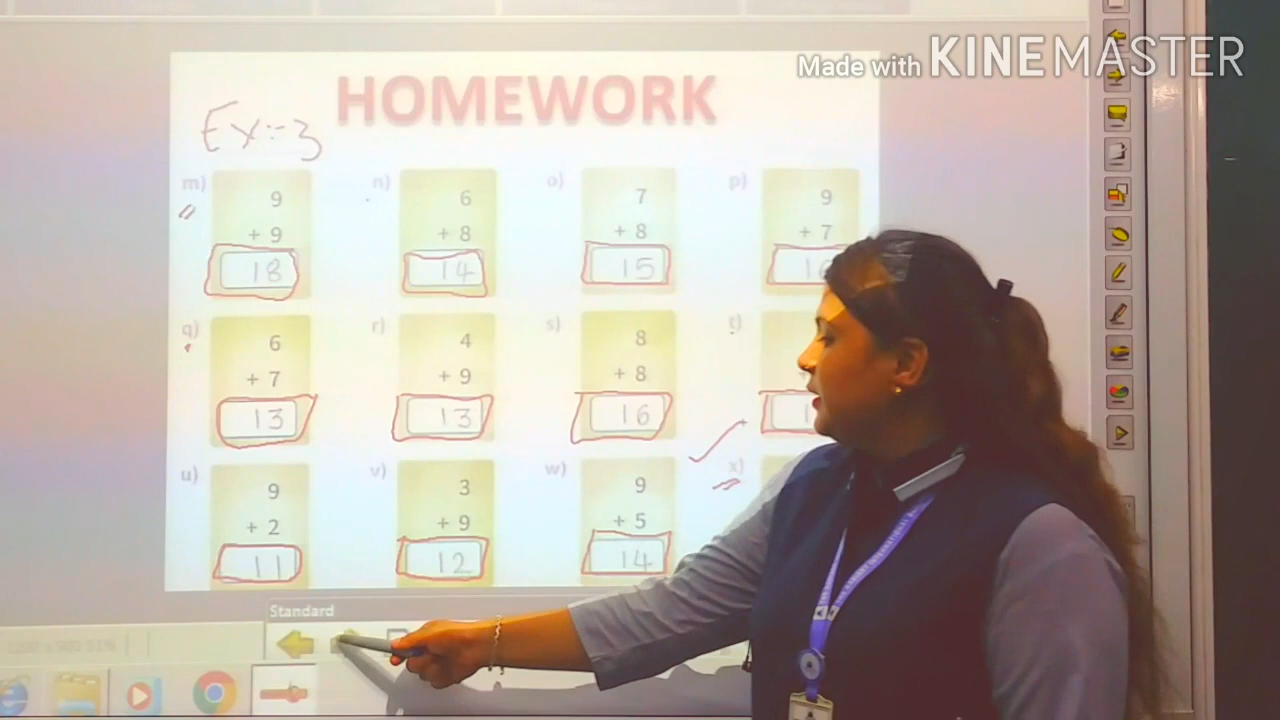 Made with KINEMASTER
HOMEWORK
Ex:-3
m) 9 n) 6 o) 7 p) 9
+ 9 + 8 + 8 + 7
18 14 15
q) 6 r) 4 s) 8 t)
+ 7 + 9 + 8
13 13 16
u) 9 v) 3 w) 9 x)
+ 2 + 9 + 5
11 12 14
Standard